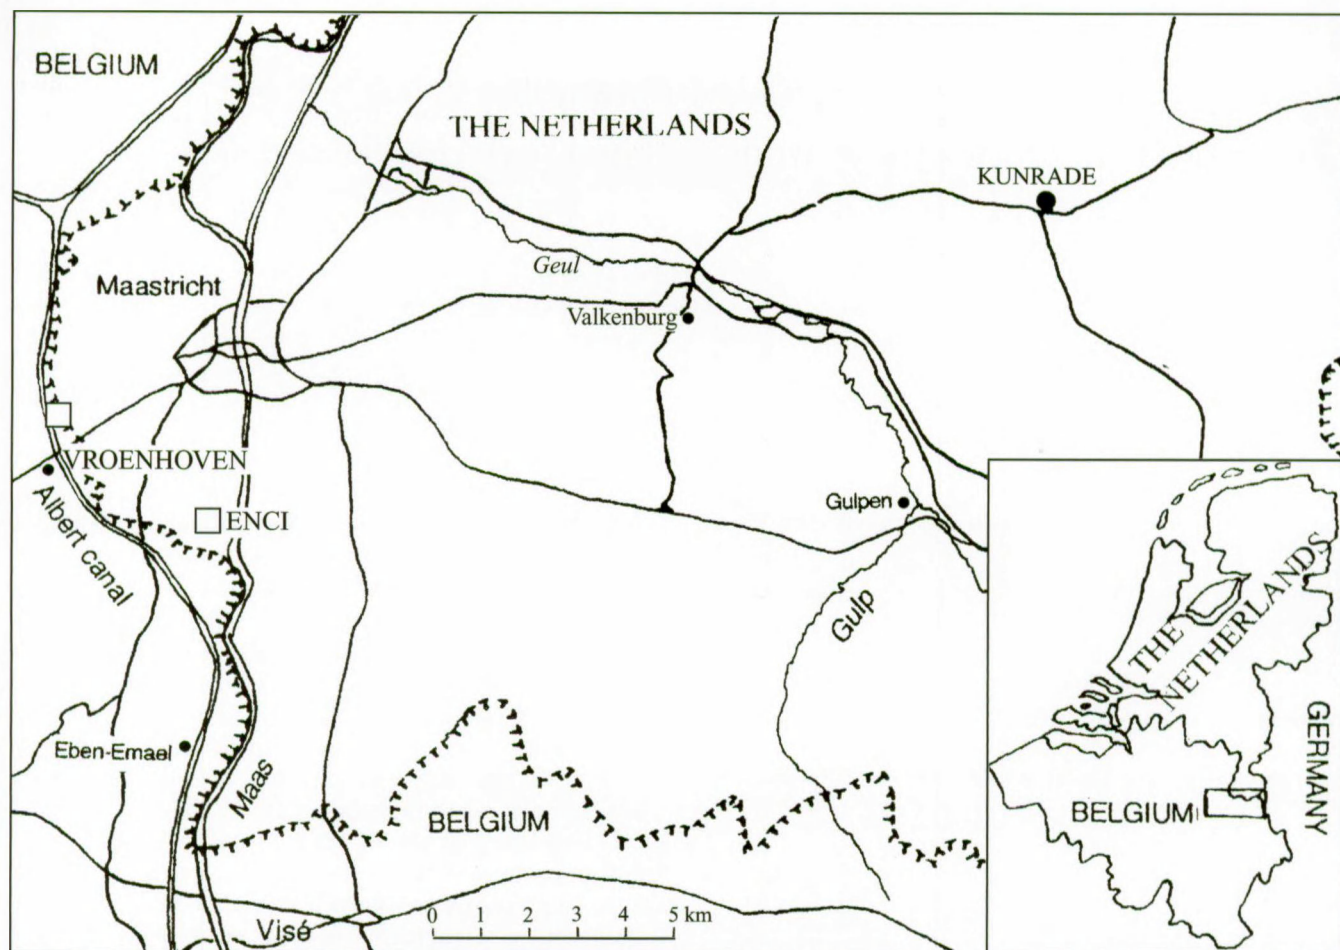 BELGIUM
THE NETHERLANDS
KUNRADE
Geul
Maastricht
Valkenburg
VROENHOVEN
Gulpen
ENCI
Albert canal
Gulp
THE
NETHERLANDS
GERMANY
Eben-Emael
Maas
BELGIUM
BELGIUM
0 1 2 3 4 5 km
Visé